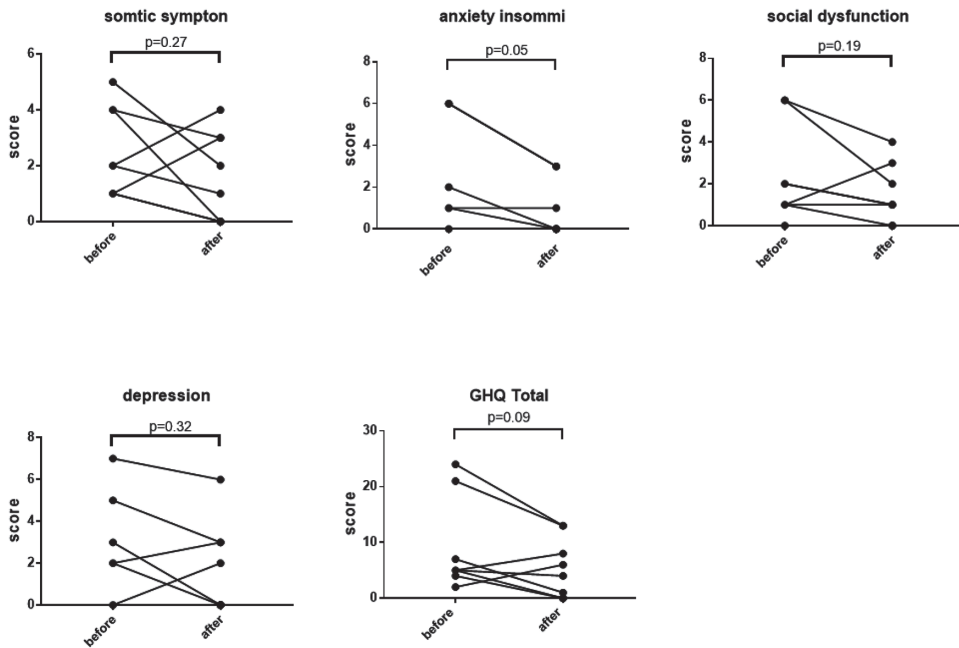 somtic sympton
p=0.27
6
4
2
0
score
before
after
anxiety insommi
p=0.05
8
6
4
2
0
score
before
after
social dysfunction
p=0.19
8
6
4
2
0
score
before
after
depression
p=0.32
8
6
4
2
0
score
before
after
GHQ Total
p=0.09
30
20
10
0
score
before
after